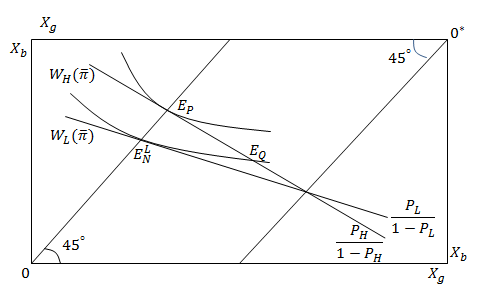 X_g
X_b
0*
45°
W_H(π̅)
E_P
W_L(π̅)
E_N^L
E_Q
P_L
1 − P_L
P_H
1 − P_H
45°
X_b
0
X_g